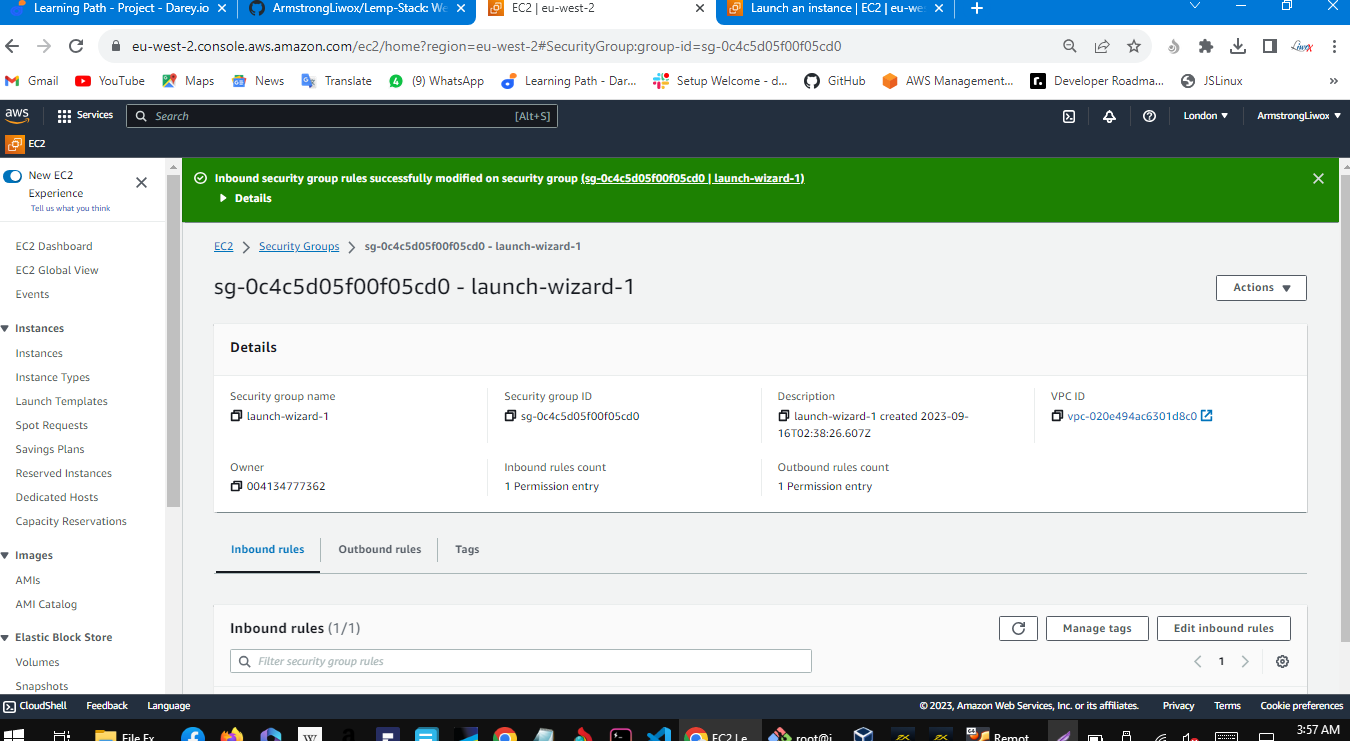 Learning Path - Project - Darey.io
ArmstrongLiwox/Lemp-Stack: We
EC2 | eu-west-2
Launch an instance | EC2 | eu-wes
eu-west-2.console.aws.amazon.com/ec2/home?region=eu-west-2#SecurityGroup:group-id=sg-0c4c5d05f00f05cd0
Gmail
YouTube
Maps
News
Translate
(9) WhatsApp
Learning Path - Dar...
Setup Welcome - d...
GitHub
AWS Management...
Developer Roadma...
JSLinux
»
aws
Services
Search
[Alt+S]
London
ArmstrongLiwox
EC2
New EC2
Experience
Tell us what you think
Inbound security group rules successfully modified on security group (sg-0c4c5d05f00f05cd0 | launch-wizard-1)
Details
EC2 Dashboard
EC2 Global View
Events
Instances
Instances
Instance Types
Launch Templates
Spot Requests
Savings Plans
Reserved Instances
Dedicated Hosts
Capacity Reservations
Images
AMIs
AMI Catalog
Elastic Block Store
Volumes
Snapshots
EC2
Security Groups
sg-0c4c5d05f00f05cd0 - launch-wizard-1
sg-0c4c5d05f00f05cd0 - launch-wizard-1
Actions
Details
Security group name
launch-wizard-1
Security group ID
sg-0c4c5d05f00f05cd0
Description
launch-wizard-1 created 2023-09-
16T02:38:26.607Z
VPC ID
vpc-020e494ac6301d8c0
Owner
004134777362
Inbound rules count
1 Permission entry
Outbound rules count
1 Permission entry
Inbound rules
Outbound rules
Tags
Inbound rules (1/1)
Manage tags
Edit inbound rules
Filter security group rules
1
CloudShell
Feedback
Language
© 2023, Amazon Web Services, Inc. or its affiliates.
Privacy
Terms
Cookie preferences
File Ex
W
EC2 Le
root@i
Remot
3:57 AM